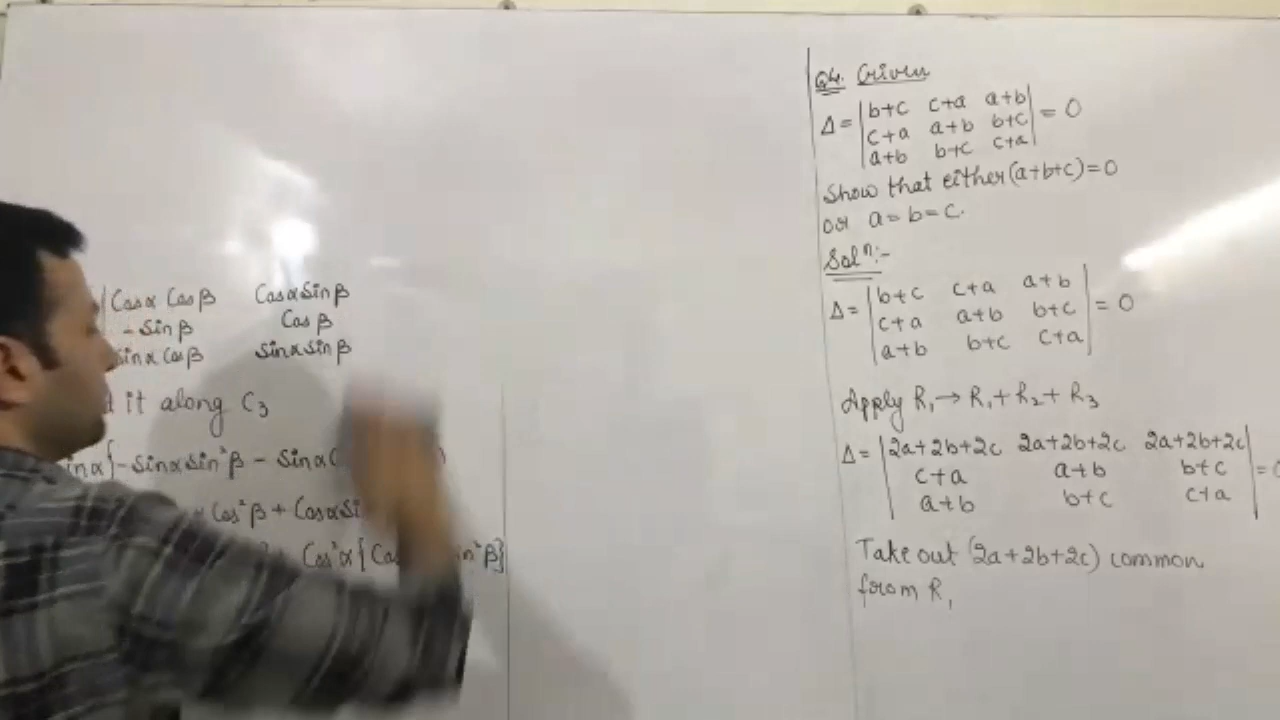 Cosα Cosβ Cosα Sinβ
- Sinβ Cosβ
Sinα Cosβ Sinα Sinβ
it along C₃
- Sinα Sin²β - Sinα
Cos²β + Cosα
Cos²α { Sin²β}
Q4. Given
Δ = | b+c c+a a+b |
| c+a a+b b+c | = 0
| a+b b+c c+a |
Show that either (a+b+c) = 0
or a = b = c.
Solⁿ:-
Δ = | b+c c+a a+b |
| c+a a+b b+c | = 0
| a+b b+c c+a |
Apply R₁ → R₁ + R₂ + R₃
Δ = | 2a+2b+2c 2a+2b+2c 2a+2b+2c |
| c+a a+b b+c | =
| a+b b+c c+a |
Take out (2a+2b+2c) common
from R₁